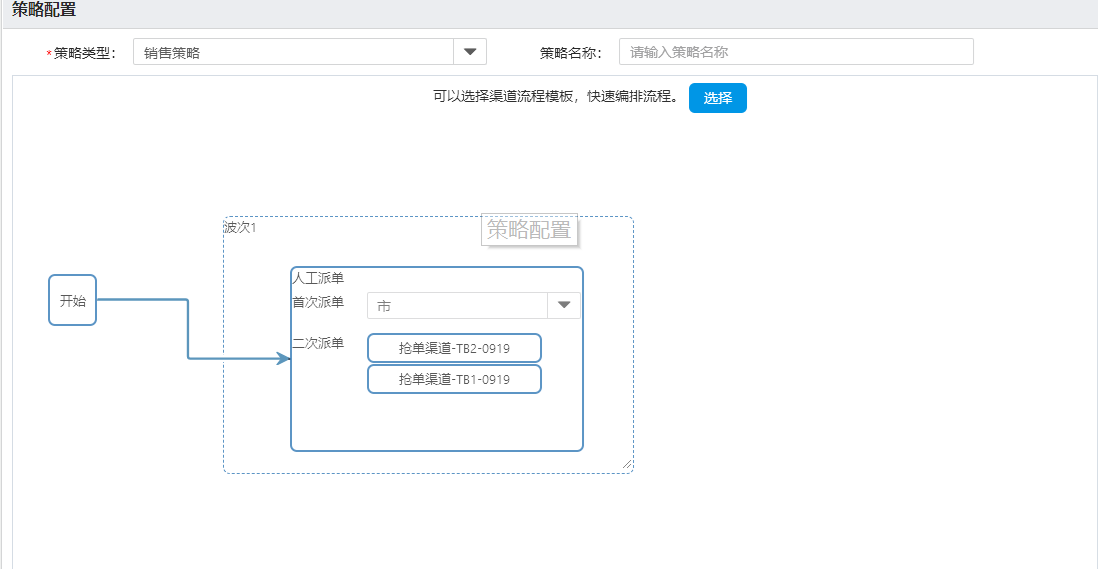 策略配置
*策略类型： 销售策略 策略名称： 请输入策略名称
可以选择渠道流程模板，快速编排流程。 选择
波次1 策略配置
人工派单
开始 首次派单 市
二次派单 抢单渠道-TB2-0919
抢单渠道-TB1-0919